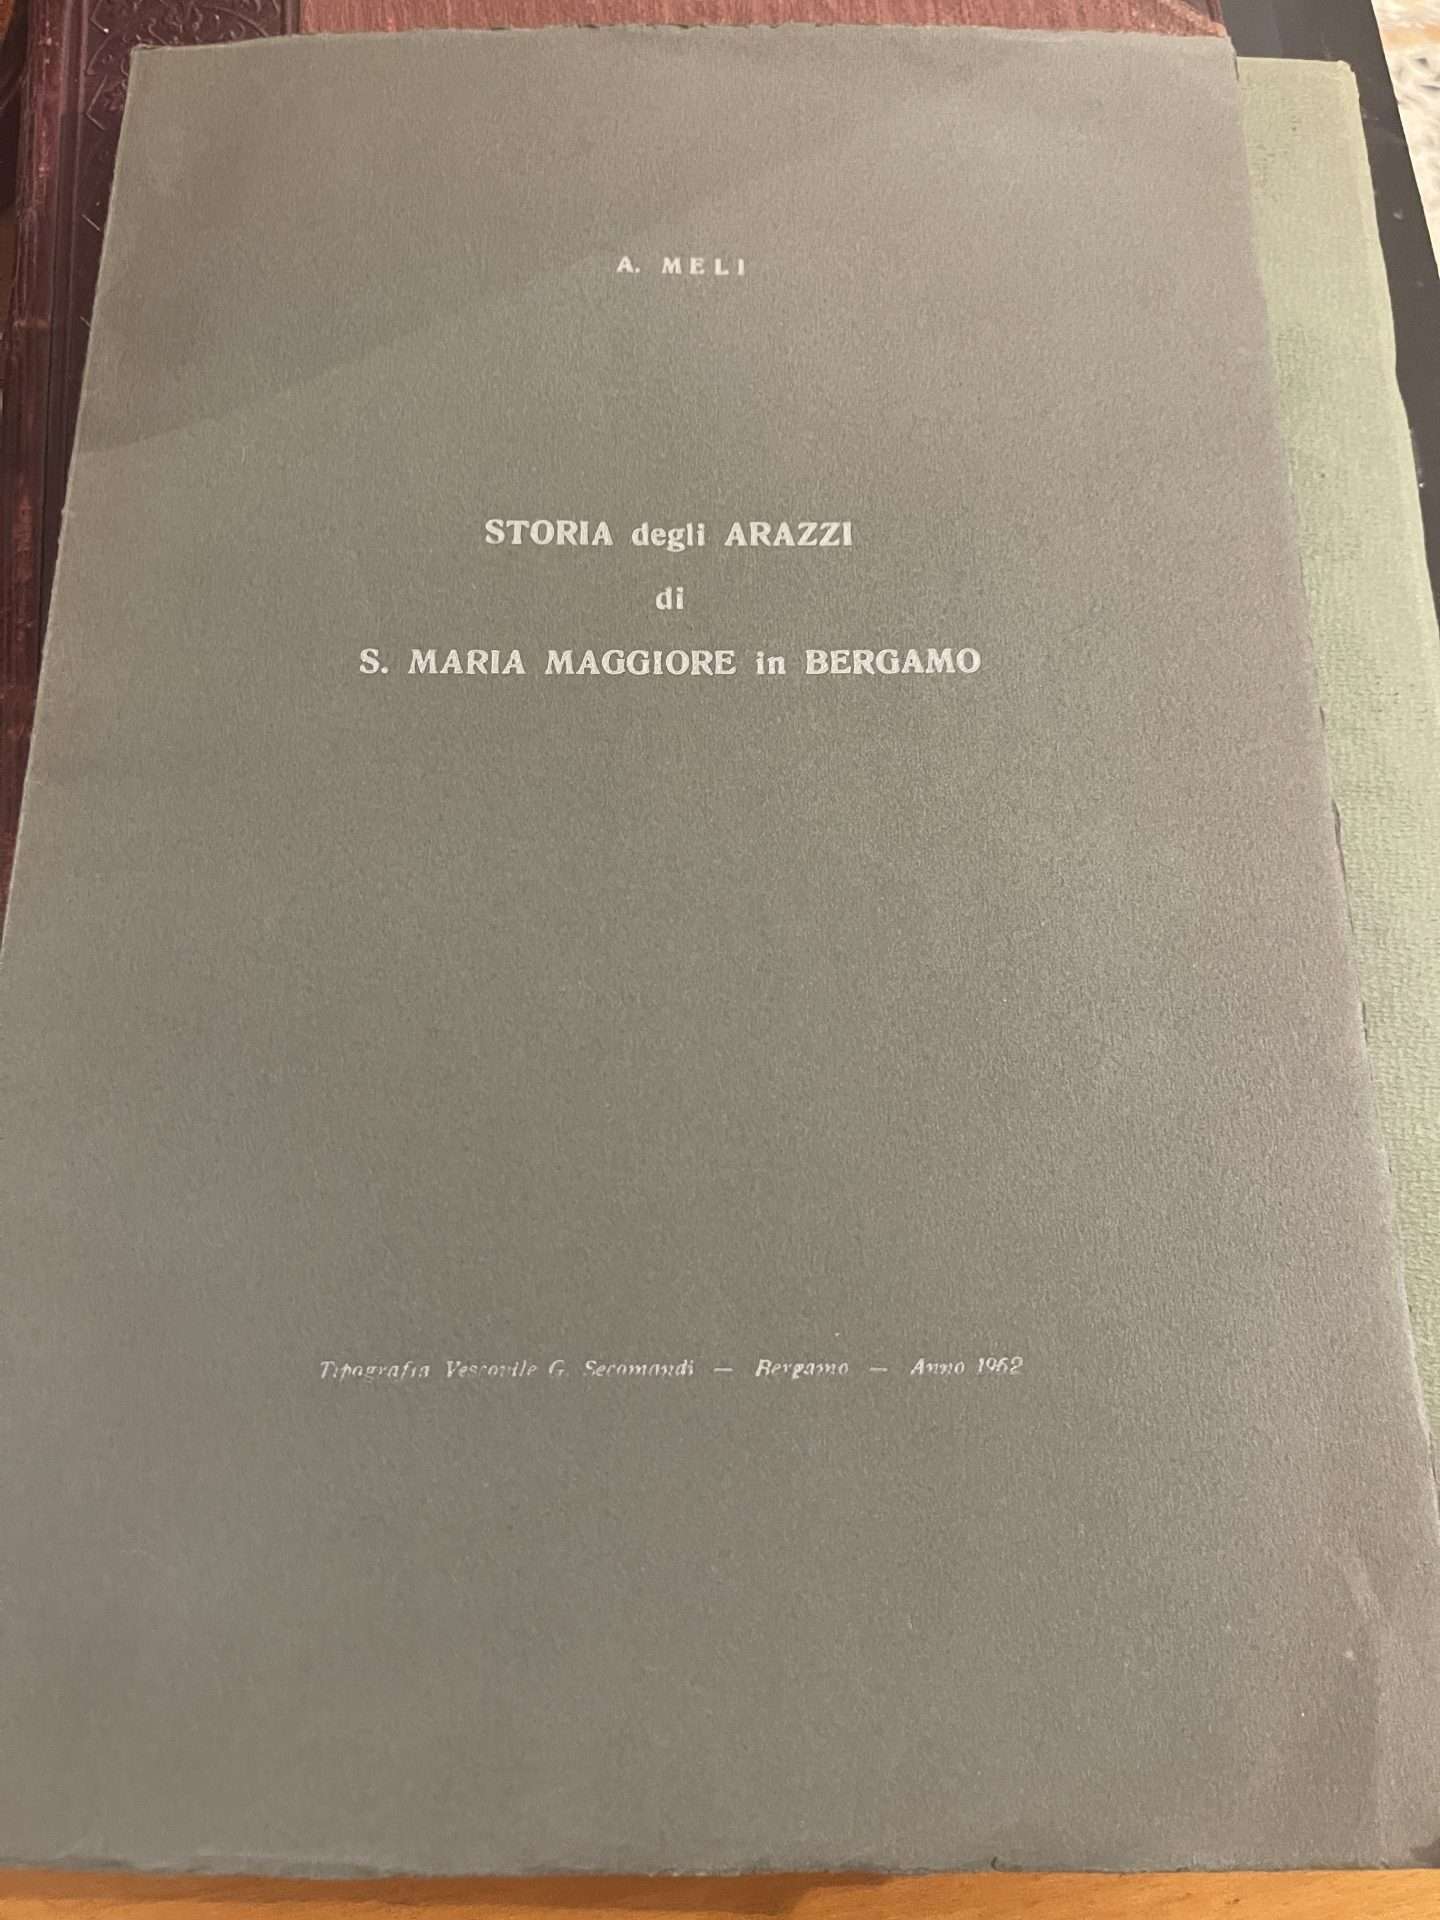 A. MELI
STORIA degli ARAZZI
di
S. MARIA MAGGIORE in BERGAMO
Tipografia Vescovile G. Secomandi — Bergamo — Anno 1962